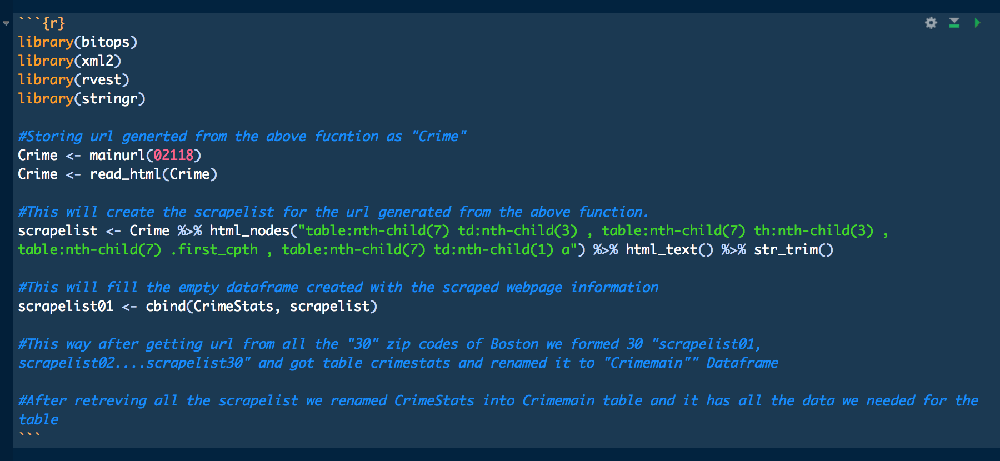 ```{r}
library(bitops)
library(xml2)
library(rvest)
library(stringr)
#Storing url generted from the above fucntion as "Crime"
Crime <- mainurl(02118)
Crime <- read_html(Crime)
#This will create the scrapelist for the url generated from the above function.
scrapelist <- Crime %>% html_nodes("table:nth-child(7) td:nth-child(3) , table:nth-child(7) th:nth-child(3) ,
table:nth-child(7) .first_cpth , table:nth-child(7) td:nth-child(1) a") %>% html_text() %>% str_trim()
#This will fill the empty dataframe created with the scraped webpage information
scrapelist01 <- cbind(CrimeStats, scrapelist)
#This way after getting url from all the "30" zip codes of Boston we formed 30 "scrapelist01,
scrapelist02....scrapelist30" and got table crimestats and renamed it to "Crimemain"" Dataframe
#After retreving all the scrapelist we renamed CrimeStats into Crimemain table and it has all the data we needed for the
table
```